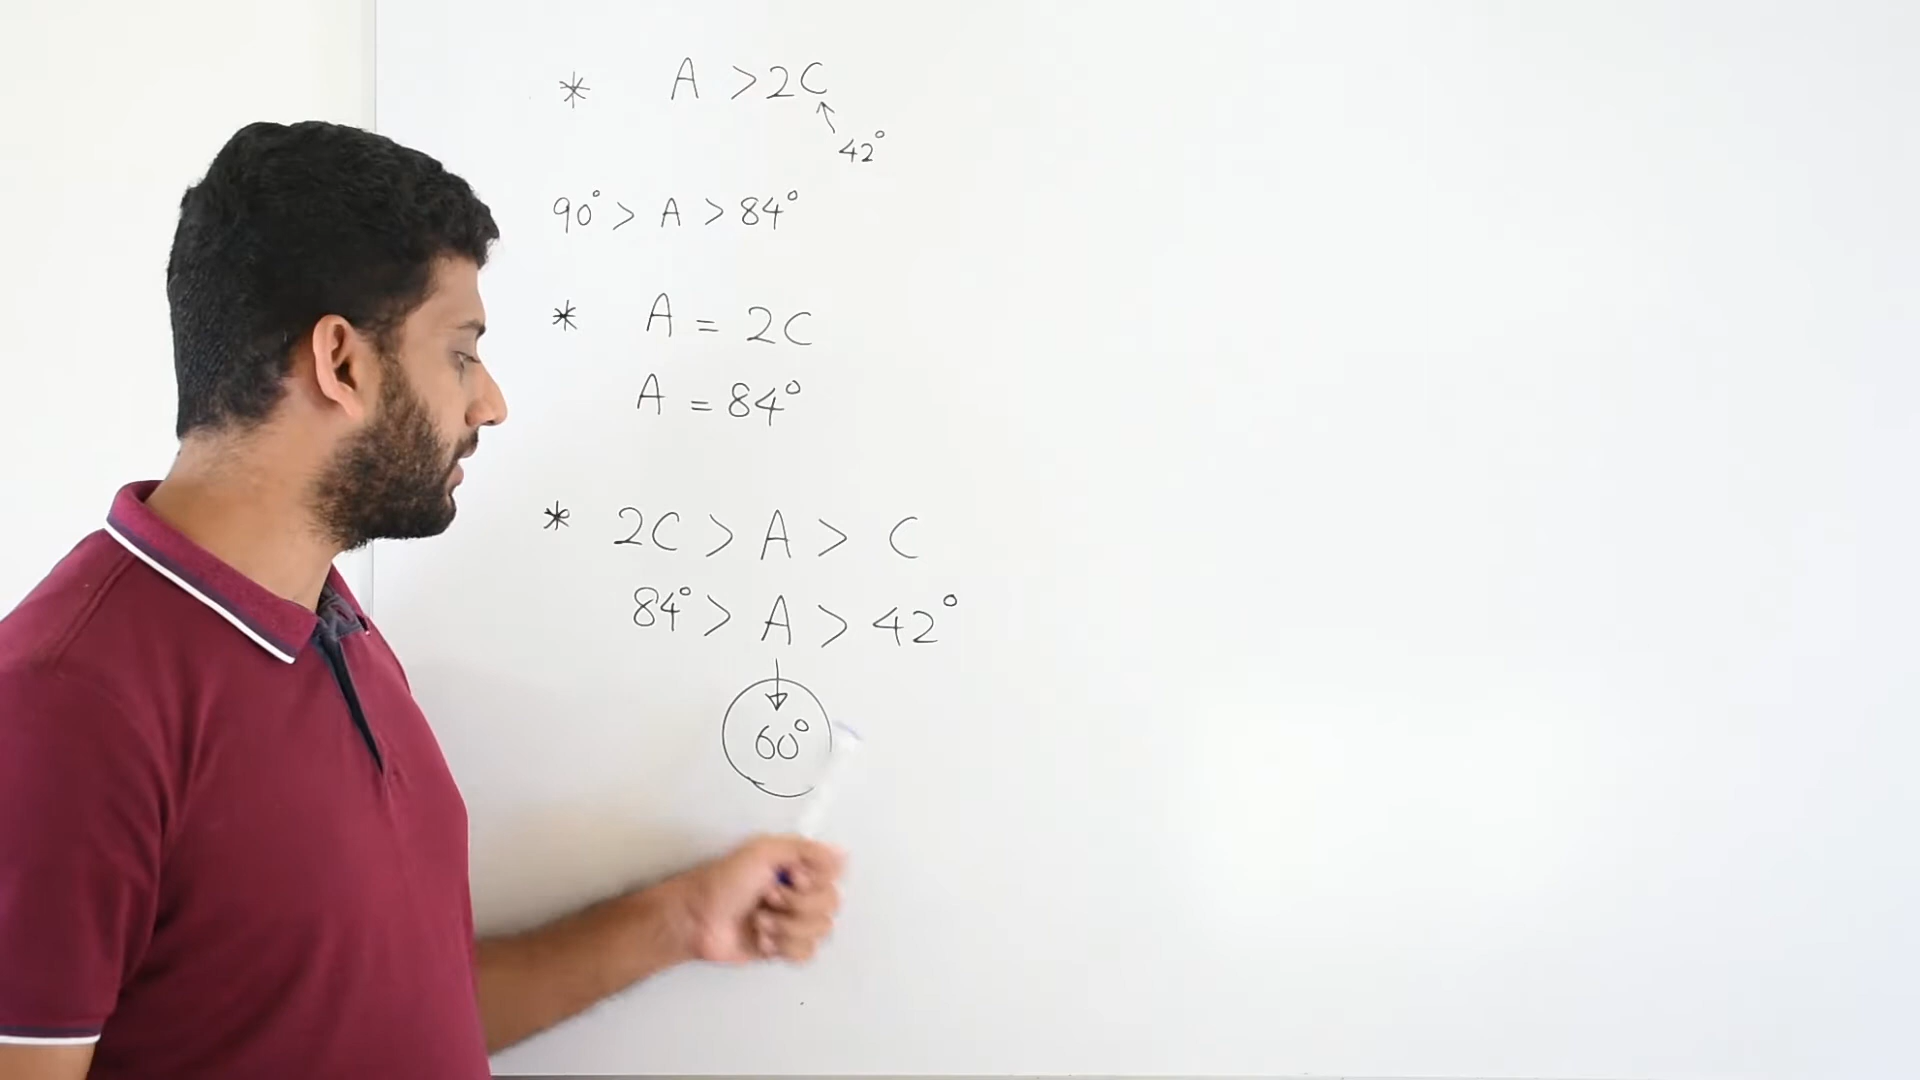 * A > 2C
42°
90° > A > 84°
* A = 2C
A = 84°
* 2C > A > C
84° > A > 42°
60°